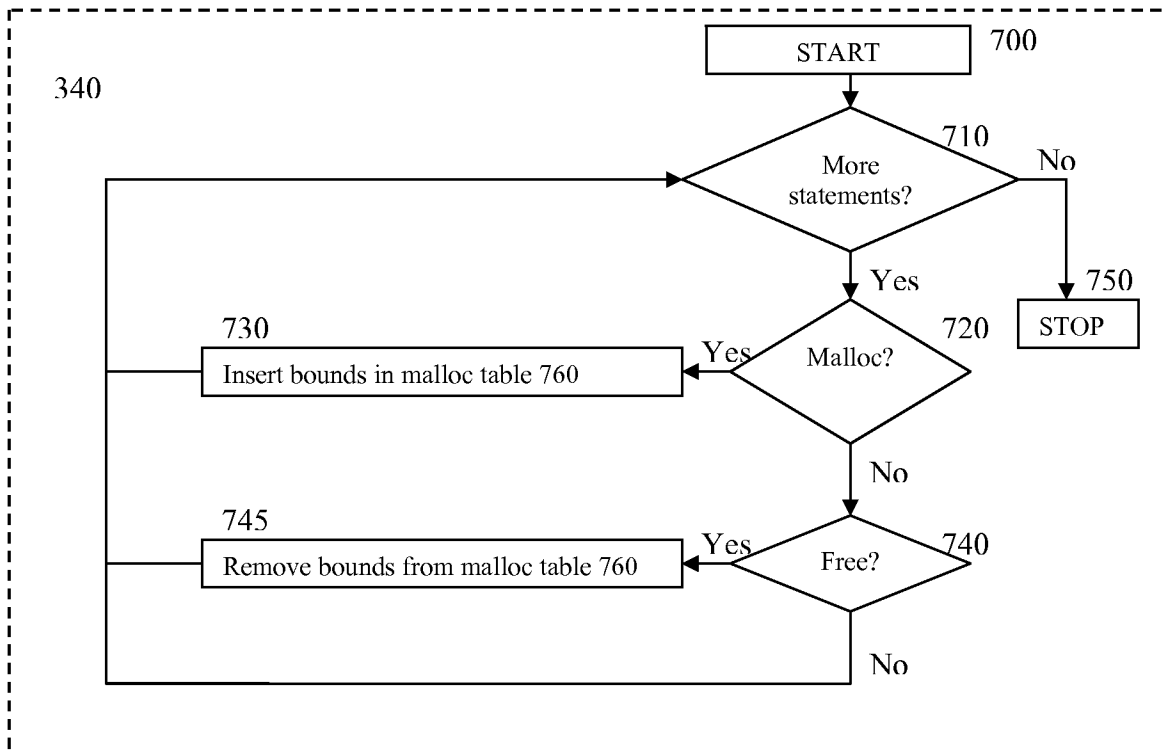 START
700
340
710
More
statements?
No
Yes
750
STOP
730
720
Malloc?
Yes
Insert bounds in malloc table 760
No
745
740
Free?
Yes
Remove bounds from malloc table 760
No